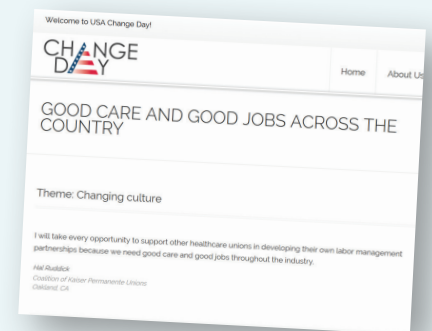 Welcome to USA Change Day!
CHANGE
DAY
Home
About Us
GOOD CARE AND GOOD JOBS ACROSS THE
COUNTRY
Theme: Changing culture
I will take every opportunity to support other healthcare unions in developing their own labor management
partnerships because we need good care and good jobs throughout the industry.
Hal Ruddick
Coalition of Kaiser Permanente Unions
Oakland, CA